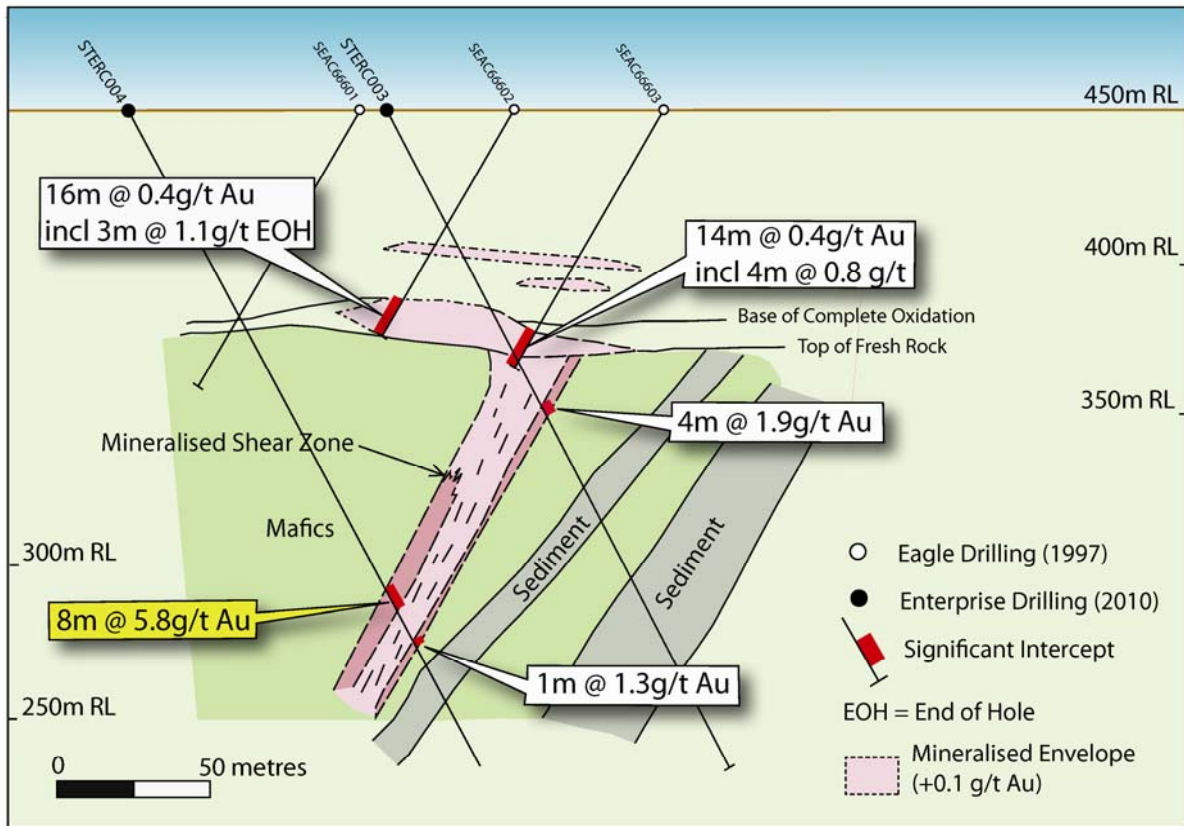 STERC004
SEAC66601
STERC003
SEAC66602
SEAC66603
450m RL
16m @ 0.4g/t Au
incl 3m @ 1.1g/t EOH
14m @ 0.4g/t Au
incl 4m @ 0.8 g/t
400m RL
Base of Complete Oxidation
Top of Fresh Rock
350m RL
4m @ 1.9g/t Au
Mineralised Shear Zone
Mafics
300m RL
Sediment
Sediment
8m @ 5.8g/t Au
1m @ 1.3g/t Au
250m RL
0 50 metres
Eagle Drilling (1997)
Enterprise Drilling (2010)
Significant Intercept
EOH = End of Hole
Mineralised Envelope
(+0.1 g/t Au)